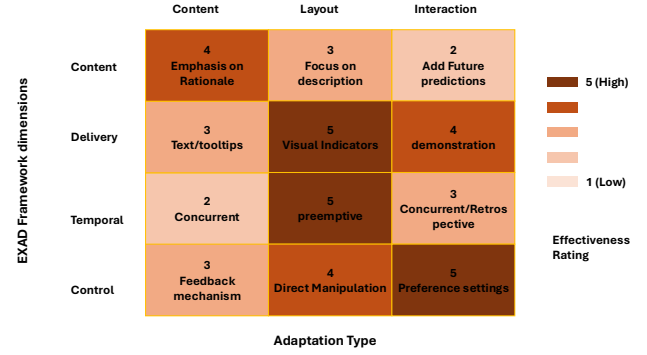 Content Layout Interaction
EXAD Framework dimensions
Content
4
Emphasis on
Rationale
3
Focus on
description
2
Add Future
predictions
Delivery
3
Text/tooltips
5
Visual Indicators
4
demonstration
Temporal
2
Concurrent
5
preemptive
3
Concurrent/Retros
pective
Control
3
Feedback
mechanism
4
Direct Manipulation
5
Preference settings
Adaptation Type
5 (High)
1 (Low)
Effectiveness
Rating